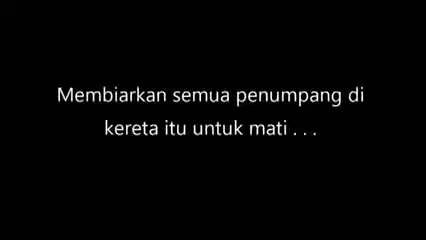 Membiarkan semua penumpang di
kereta itu untuk mati . . .